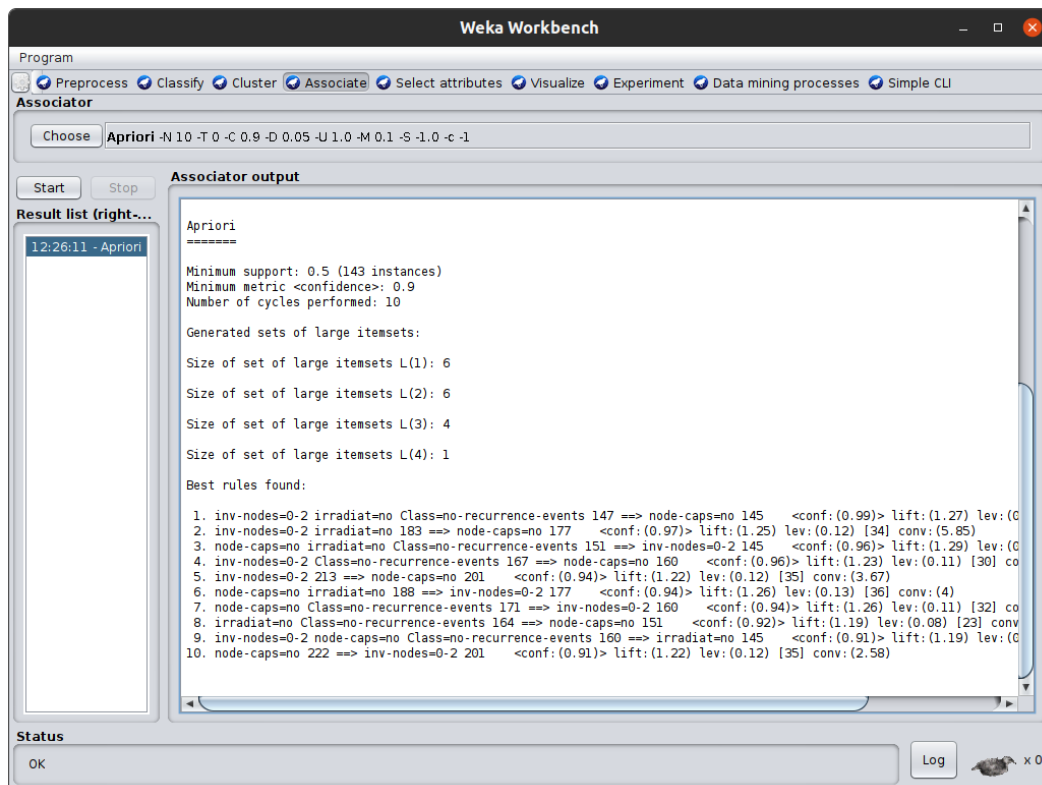 Weka Workbench
Program
Preprocess Classify Cluster Associate Select attributes Visualize Experiment Data mining processes Simple CLI
Associator
Choose Apriori -N 10 -T 0 -C 0.9 -D 0.05 -U 1.0 -M 0.1 -S -1.0 -c -1
Start Stop
Result list (right-...
12:26:11 - Apriori
Associator output
Apriori
=======
Minimum support: 0.5 (143 instances)
Minimum metric <confidence>: 0.9
Number of cycles performed: 10
Generated sets of large itemsets:
Size of set of large itemsets L(1): 6
Size of set of large itemsets L(2): 6
Size of set of large itemsets L(3): 4
Size of set of large itemsets L(4): 1
Best rules found:
1. inv-nodes=0-2 irradiat=no Class=no-recurrence-events 147 ==> node-caps=no 145 <conf:(0.99)> lift:(1.27) lev:(0
2. inv-nodes=0-2 irradiat=no 183 ==> node-caps=no 177 <conf:(0.97)> lift:(1.25) lev:(0.12) [34] conv:(5.85)
3. node-caps=no irradiat=no Class=no-recurrence-events 151 ==> inv-nodes=0-2 145 <conf:(0.96)> lift:(1.29) lev:(0
4. inv-nodes=0-2 Class=no-recurrence-events 167 ==> node-caps=no 160 <conf:(0.96)> lift:(1.23) lev:(0.11) [30] co
5. inv-nodes=0-2 213 ==> node-caps=no 201 <conf:(0.94)> lift:(1.22) lev:(0.12) [35] conv:(3.67)
6. node-caps=no irradiat=no 188 ==> inv-nodes=0-2 177 <conf:(0.94)> lift:(1.26) lev:(0.13) [36] conv:(4)
7. node-caps=no Class=no-recurrence-events 171 ==> inv-nodes=0-2 160 <conf:(0.94)> lift:(1.26) lev:(0.11) [32] co
8. irradiat=no Class=no-recurrence-events 164 ==> node-caps=no 151 <conf:(0.92)> lift:(1.19) lev:(0.08) [23] conv
9. inv-nodes=0-2 node-caps=no Class=no-recurrence-events 160 ==> irradiat=no 145 <conf:(0.91)> lift:(1.19) lev:(0
10. node-caps=no 222 ==> inv-nodes=0-2 201 <conf:(0.91)> lift:(1.22) lev:(0.12) [35] conv:(2.58)
Status
OK
Log
x 0